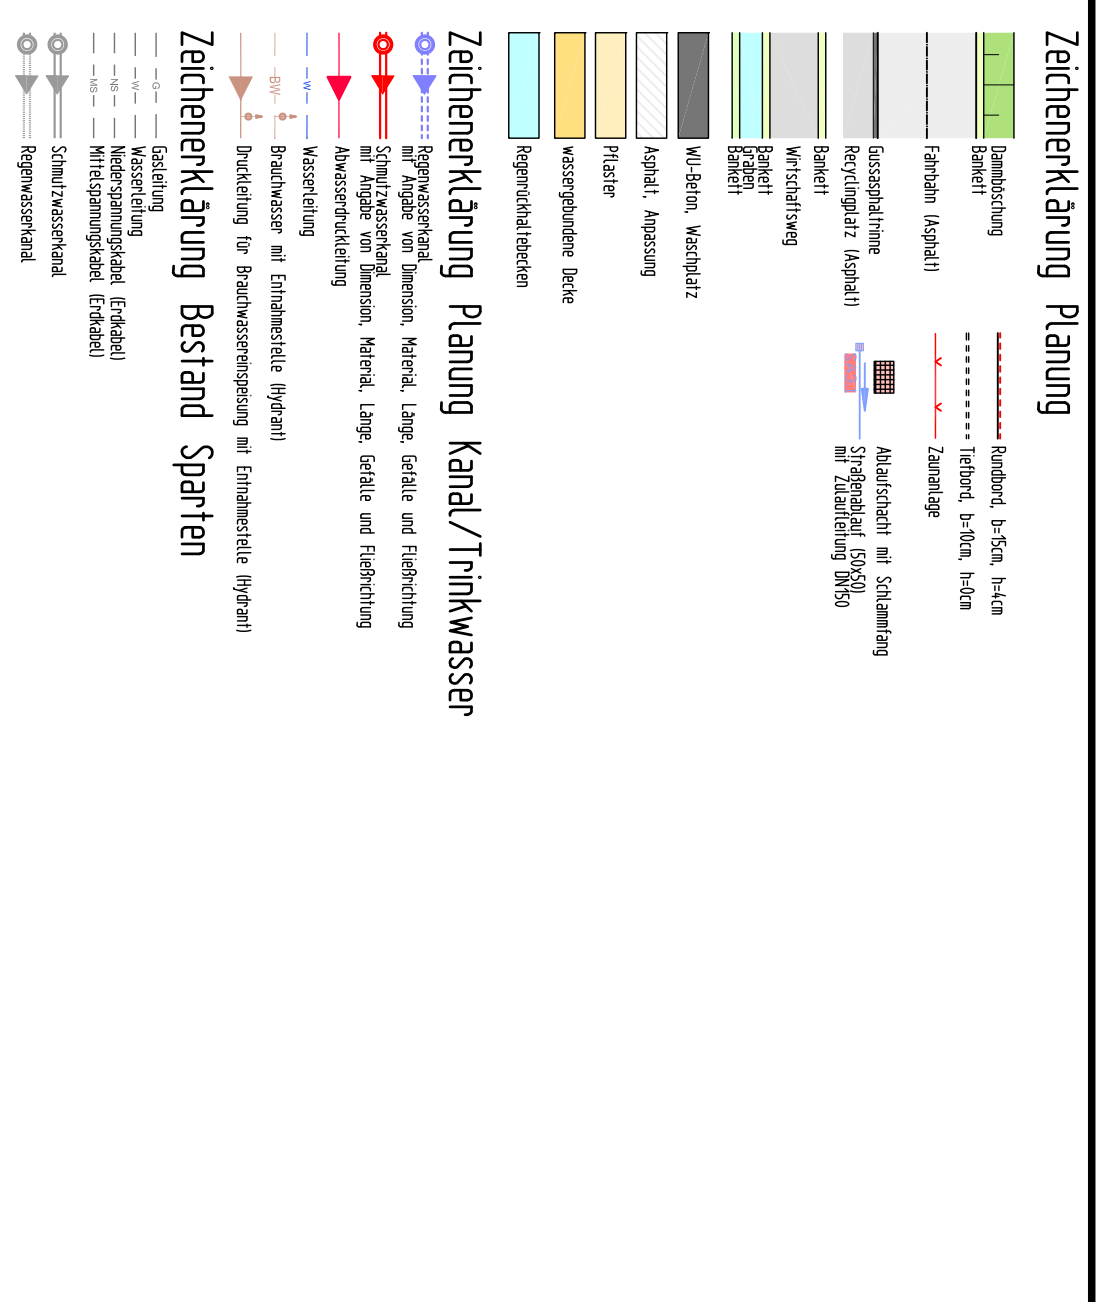 Zeichenerklärung Planung
Dammböschung
Bankett
Fahrbahn (Asphalt)
Gussasphaltrinne
Recyclingplatz (Asphalt)
Bankett
Wirtschaftsweg
Bankett
Graben
Bankett
WU-Beton, Waschplatz
Asphalt, Anpassung
Pflaster
wassergebundene Decke
Regenrückhaltebecken
Rundbord, b=15cm, h=4cm
Tiefbord, b=10cm, h=0cm
Zaunanlage
Ablaufschacht mit Schlammfang
Straßenablauf (50x50)
mit Zulaufleitung DN150
Zeichenerklärung Planung Kanal/Trinkwasser
Regenwasserkanal
mit Angabe von Dimension, Material, Länge, Gefälle und Fließrichtung
Schmutzwasserkanal
mit Angabe von Dimension, Material, Länge, Gefälle und Fließrichtung
Abwasserdruckleitung
W
Wasserleitung
BW
Brauchwasser mit Entnahmestelle (Hydrant)
Druckleitung für Brauchwassereinspeisung mit Entnahmestelle (Hydrant)
Zeichenerklärung Bestand Sparten
G
Gasleitung
W
Wasserleitung
NS
Niederspannungskabel (Erdkabel)
MS
Mittelspannungskabel (Erdkabel)
Schmutzwasserkanal
Regenwasserkanal